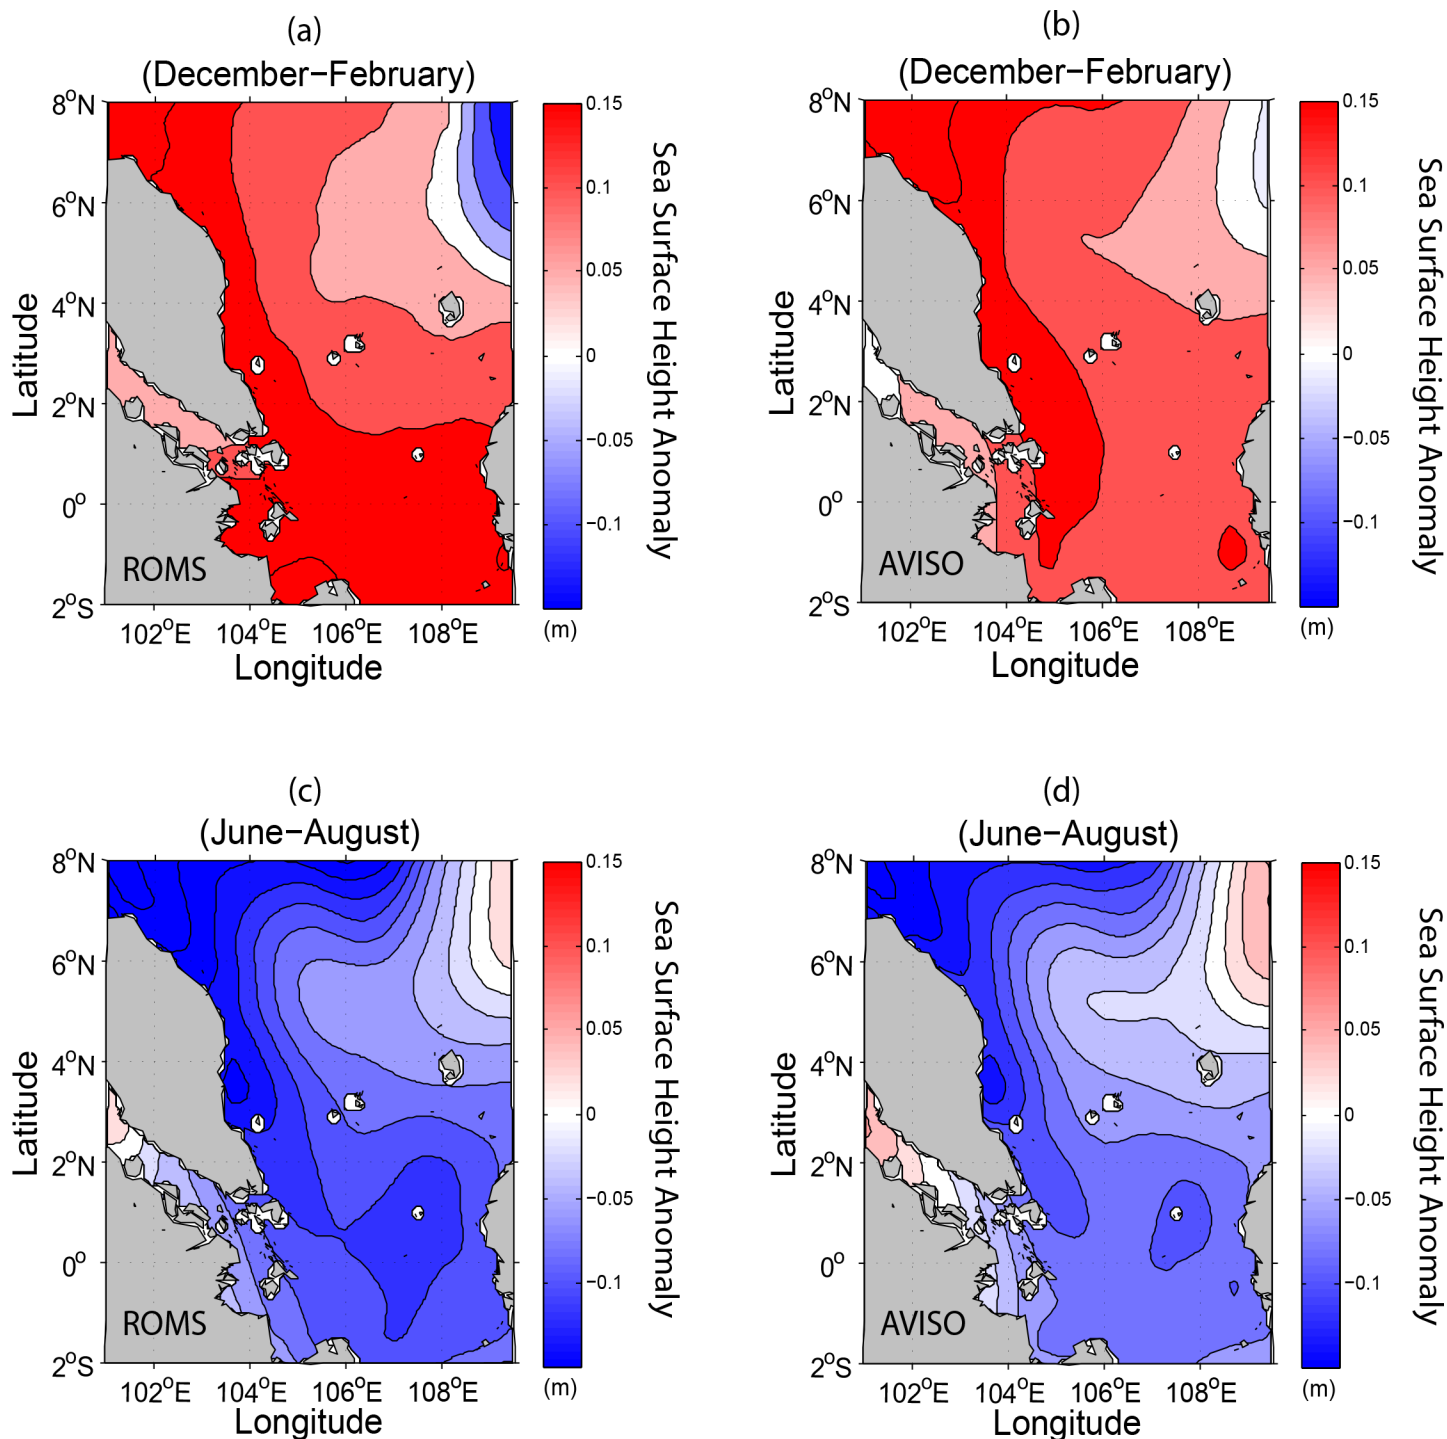 (a)
(December−February)
8°N
6°N
4°N
2°N
0°
2°S
102°E 104°E 106°E 108°E
Latitude
Longitude
ROMS
0.15
0.1
0.05
0
−0.05
−0.1
(m)
Sea Surface Height Anomaly
(b)
(December−February)
8°N
6°N
4°N
2°N
0°
2°S
102°E 104°E 106°E 108°E
Latitude
Longitude
AVISO
0.15
0.1
0.05
0
−0.05
−0.1
(m)
Sea Surface Height Anomaly
(c)
(June−August)
8°N
6°N
4°N
2°N
0°
2°S
102°E 104°E 106°E 108°E
Latitude
Longitude
ROMS
0.15
0.1
0.05
0
−0.05
−0.1
(m)
Sea Surface Height Anomaly
(d)
(June−August)
8°N
6°N
4°N
2°N
0°
2°S
102°E 104°E 106°E 108°E
Latitude
Longitude
AVISO
0.15
0.1
0.05
0
−0.05
−0.1
(m)
Sea Surface Height Anomaly